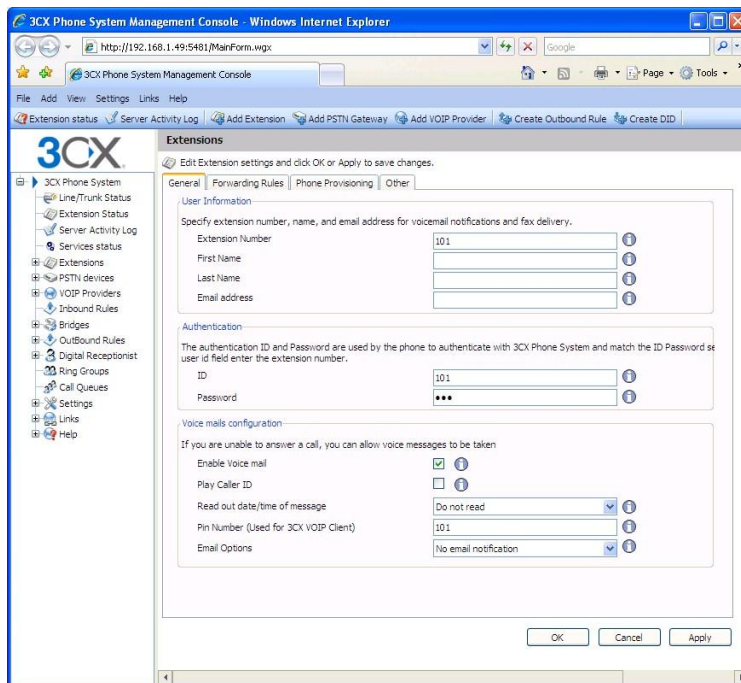 3CX Phone System Management Console - Windows Internet Explorer
http://192.168.1.49:5481/MainForm.wgx
Google
3CX Phone System Management Console
Page
Tools
File Add View Settings Links Help
Extension status Server Activity Log Add Extension Add PSTN Gateway Add VOIP Provider Create Outbound Rule Create DID
3CX
3CX Phone System
Line/Trunk Status
Extension Status
Server Activity Log
Services status
Extensions
PSTN devices
VOIP Providers
Inbound Rules
Bridges
OutBound Rules
Digital Receptionist
Ring Groups
Call Queues
Settings
Links
Help
Extensions
Edit Extension settings and click OK or Apply to save changes.
General Forwarding Rules Phone Provisioning Other
User Information
Specify extension number, name, and email address for voicemail notifications and fax delivery.
Extension Number 101
First Name
Last Name
Email address
Authentication
The authentication ID and Password are used by the phone to authenticate with 3CX Phone System and match the ID Password se
user id field enter the extension number.
ID 101
Password •••
Voice mails configuration
If you are unable to answer a call, you can allow voice messages to be taken
Enable Voice mail
Play Caller ID
Read out date/time of message Do not read
Pin Number (Used for 3CX VOIP Client) 101
Email Options No email notification
OK Cancel Apply